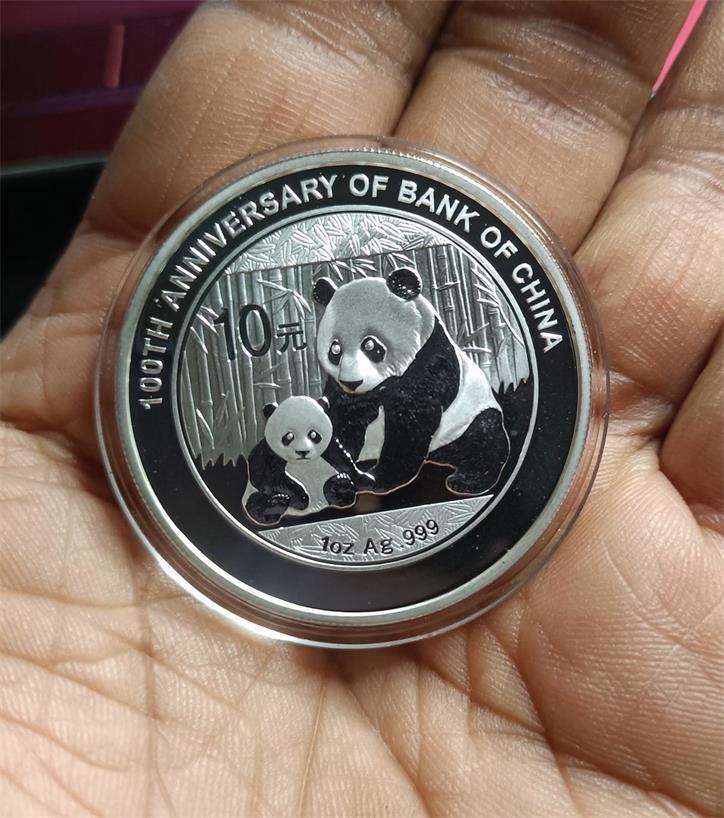 100TH ANNIVERSARY OF BANK OF CHINA
10元
1oz Ag .999